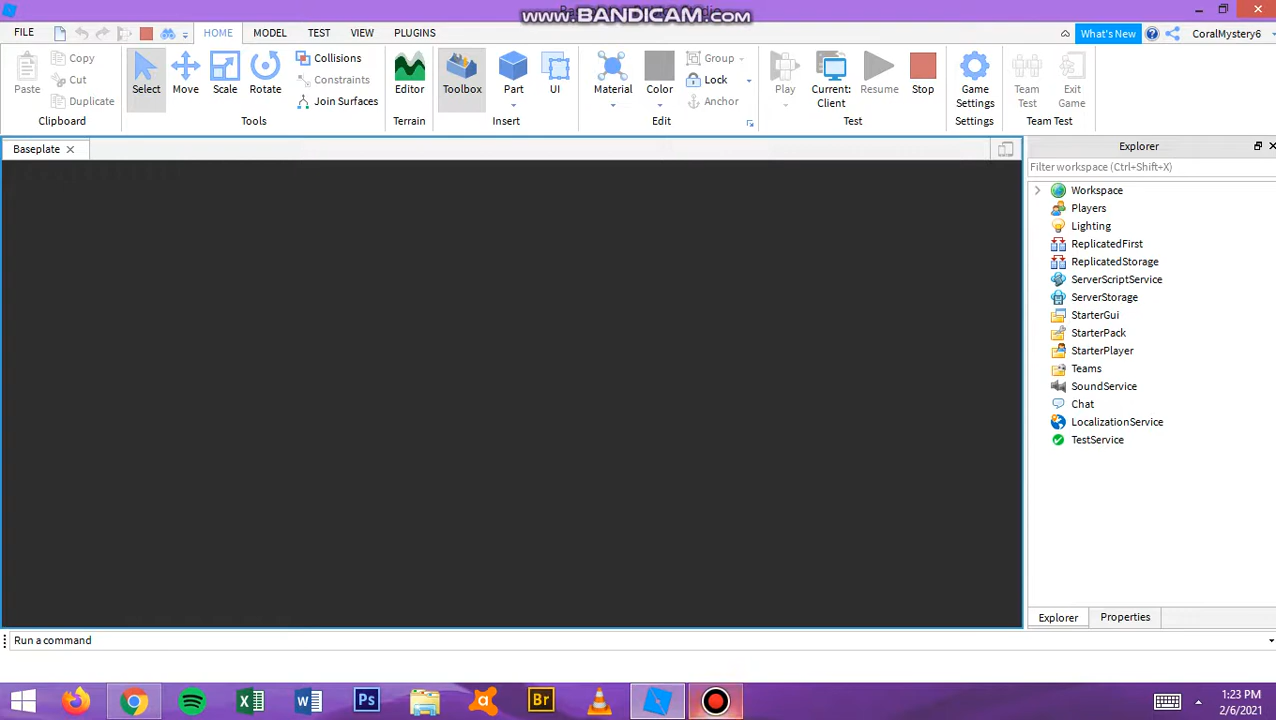 www.BANDICAM.com
FILE
HOME
MODEL
TEST
VIEW
PLUGINS
What's New
CoralMystery6
Copy
Cut
Duplicate
Paste
Clipboard
Select
Move
Scale
Rotate
Collisions
Constraints
Join Surfaces
Tools
Editor
Terrain
Toolbox
Part
UI
Insert
Material
Color
Group
Lock
Anchor
Edit
Play
Current:
Client
Resume
Stop
Test
Game
Settings
Settings
Team
Test
Exit
Game
Team Test
Baseplate
Explorer
Filter workspace (Ctrl+Shift+X)
Workspace
Players
Lighting
ReplicatedFirst
ReplicatedStorage
ServerScriptService
ServerStorage
StarterGui
StarterPack
StarterPlayer
Teams
SoundService
Chat
LocalizationService
TestService
Explorer
Properties
Run a command
Ps
Br
1:23 PM
2/6/2021